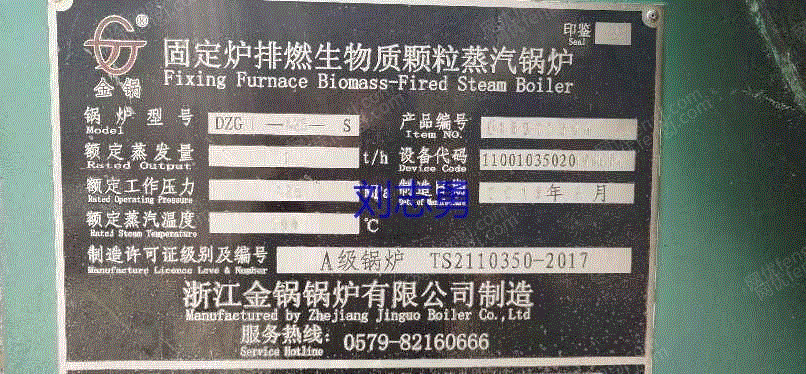 印鉴
Seal
金锅
固定炉排燃生物质颗粒蒸汽锅炉
Fixing Furnace Biomass-Fired Steam Boiler
锅炉型号 DZG — S 产品编号
Model Item NO.
额定蒸发量 1 t/h 设备代码 11001035020
Rated Output Device Code
额定工作压力 制造日期 年 月
Rated Operating Pressure
刘志勇
额定蒸汽温度 ℃
Rated Steam Temperature
制造许可证级别及编号 A级锅炉 TS2110350-2017
Manufacture Licence Leve & Number
浙江金锅锅炉有限公司制造
Manufactured by Zhejiang Jinguo Boiler Co.,Ltd
服务热线: 0579-82160666
Service Hotline